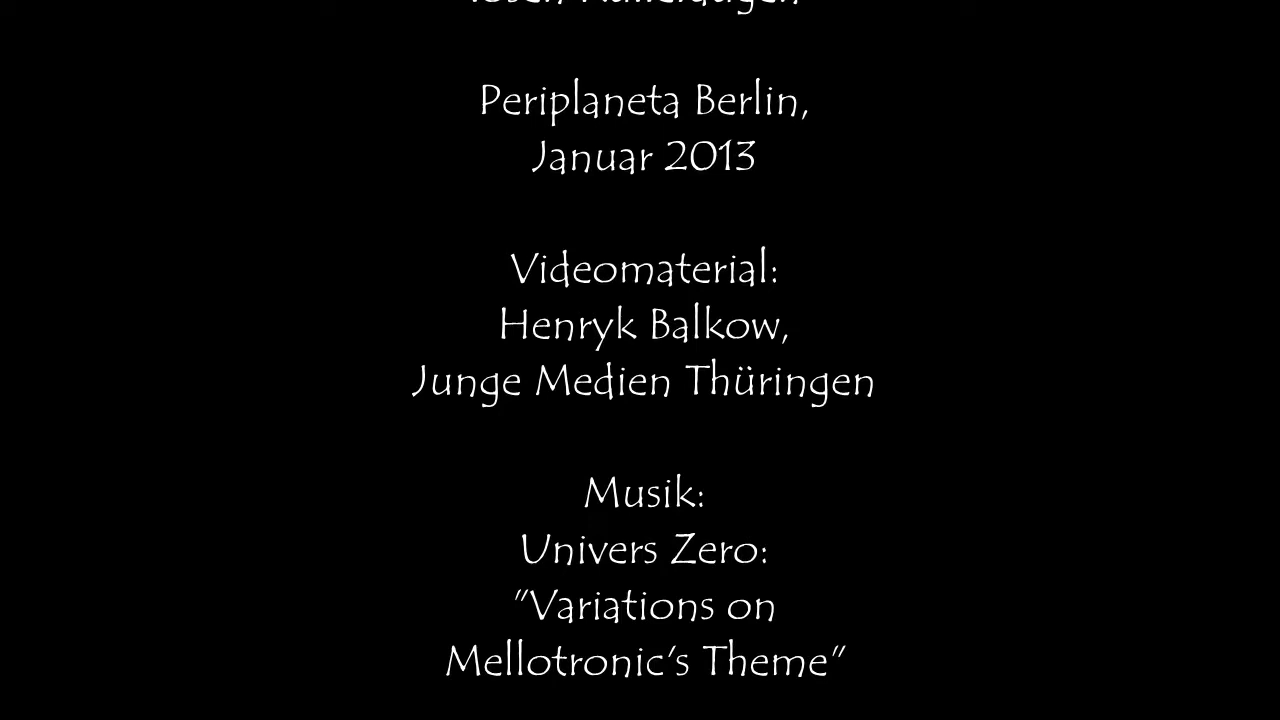 Periplaneta Berlin,
Januar 2013
Videomaterial:
Henryk Balkow,
Junge Medien Thüringen
Musik:
Univers Zero:
"Variations on
Mellotronic's Theme"